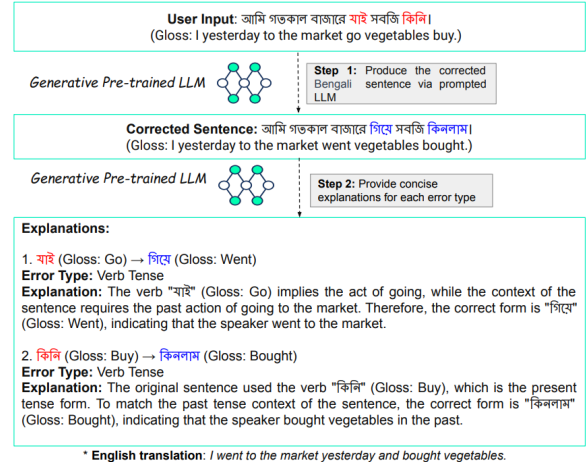 User Input: আমি গতকাল বাজারে যাই সবজি কিনি।
(Gloss: I yesterday to the market go vegetables buy.)
Generative Pre-trained LLM
Step 1: Produce the corrected
Bengali sentence via prompted
LLM
Corrected Sentence: আমি গতকাল বাজারে গিয়ে সবজি কিনলাম।
(Gloss: I yesterday to the market went vegetables bought.)
Generative Pre-trained LLM
Step 2: Provide concise
explanations for each error type
Explanations:
1. যাই (Gloss: Go) → গিয়ে (Gloss: Went)
Error Type: Verb Tense
Explanation: The verb "যাই" (Gloss: Go) implies the act of going, while the context of the
sentence requires the past action of going to the market. Therefore, the correct form is "গিয়ে"
(Gloss: Went), indicating that the speaker went to the market.
2. কিনি (Gloss: Buy) → কিনলাম (Gloss: Bought)
Error Type: Verb Tense
Explanation: The original sentence used the verb "কিনি" (Gloss: Buy), which is the present
tense form. To match the past tense context of the sentence, the correct form is "কিনলাম"
(Gloss: Bought), indicating that the speaker bought vegetables in the past.
* English translation: I went to the market yesterday and bought vegetables.